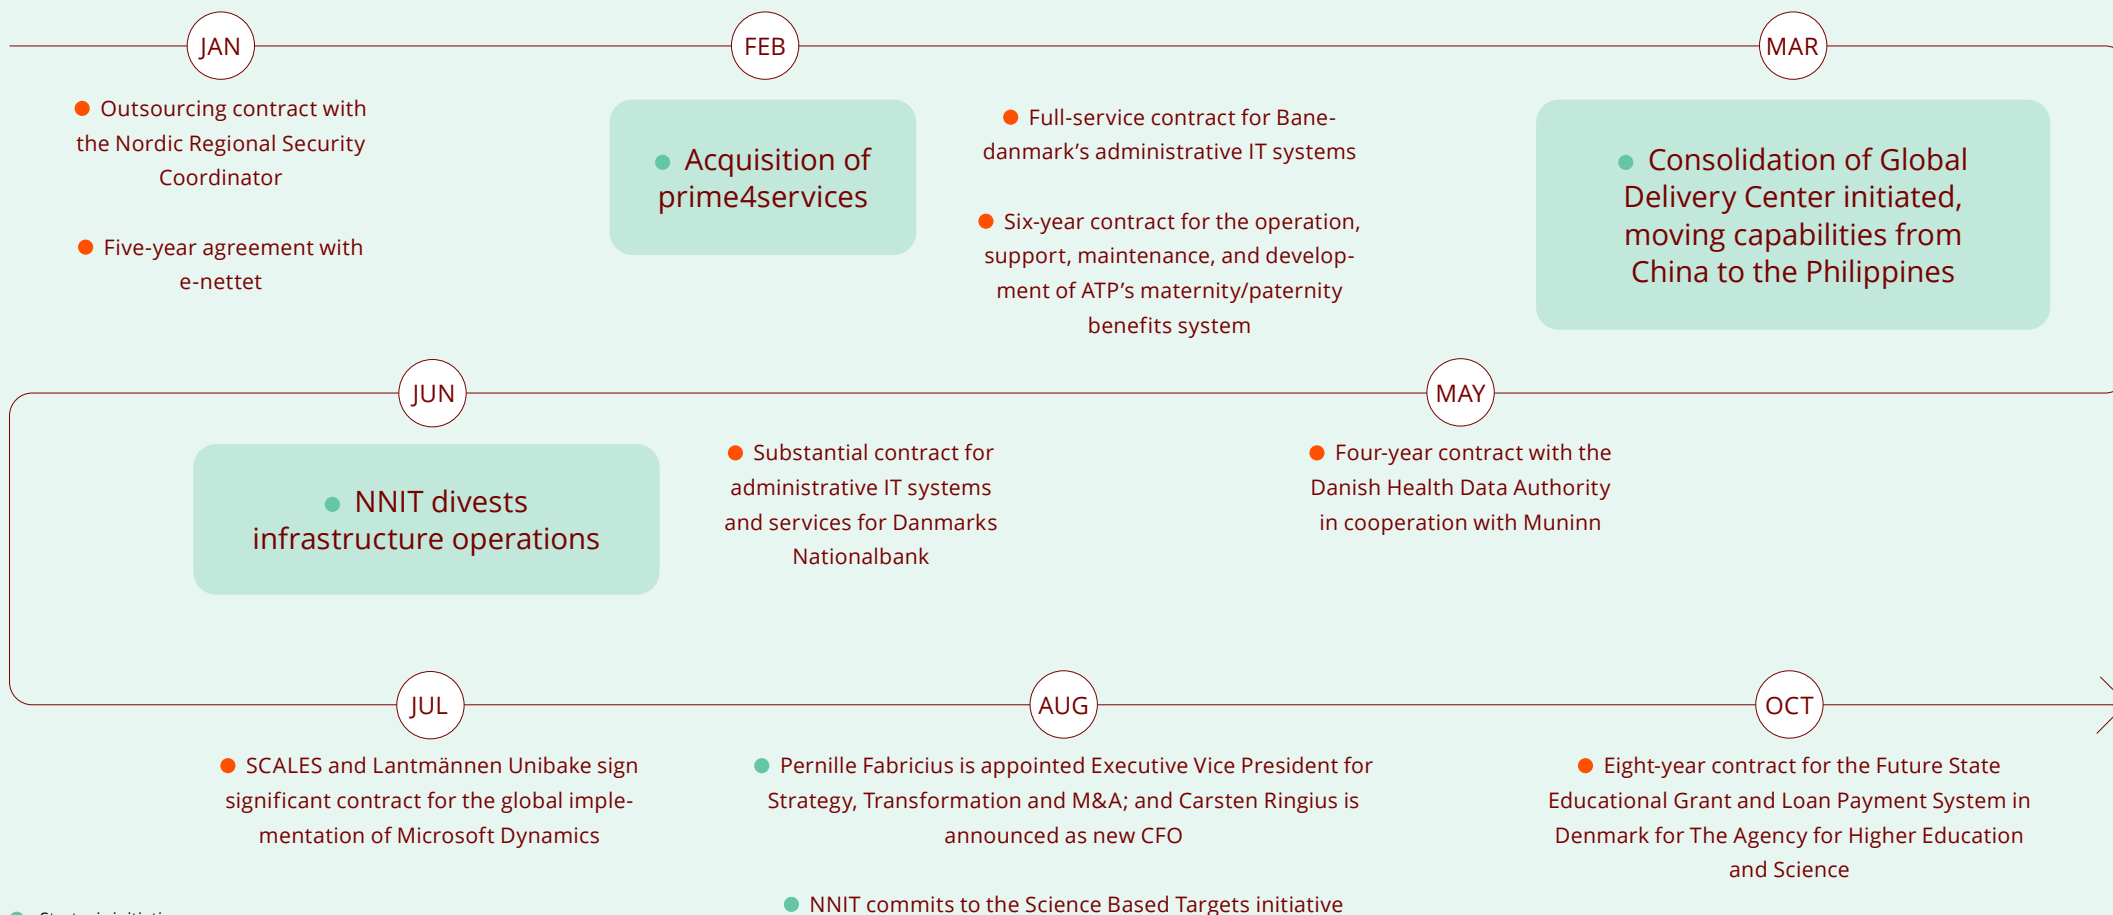 JAN
● Outsourcing contract with
the Nordic Regional Security
Coordinator
● Five-year agreement with
e-nettet
FEB
● Acquisition of
prime4services
● Full-service contract for Bane-
danmark’s administrative IT systems
● Six-year contract for the operation,
support, maintenance, and develop-
ment of ATP’s maternity/paternity
benefits system
MAR
● Consolidation of Global
Delivery Center initiated,
moving capabilities from
China to the Philippines
MAY
● Four-year contract with the
Danish Health Data Authority
in cooperation with Muninn
JUN
● NNIT divests
infrastructure operations
● Substantial contract for
administrative IT systems
and services for Danmarks
Nationalbank
JUL
● SCALES and Lantmännen Unibake sign
significant contract for the global imple-
mentation of Microsoft Dynamics
AUG
● Pernille Fabricius is appointed Executive Vice President for
Strategy, Transformation and M&A; and Carsten Ringius is
announced as new CFO
● NNIT commits to the Science Based Targets initiative
OCT
● Eight-year contract for the Future State
Educational Grant and Loan Payment System in
Denmark for The Agency for Higher Education
and Science